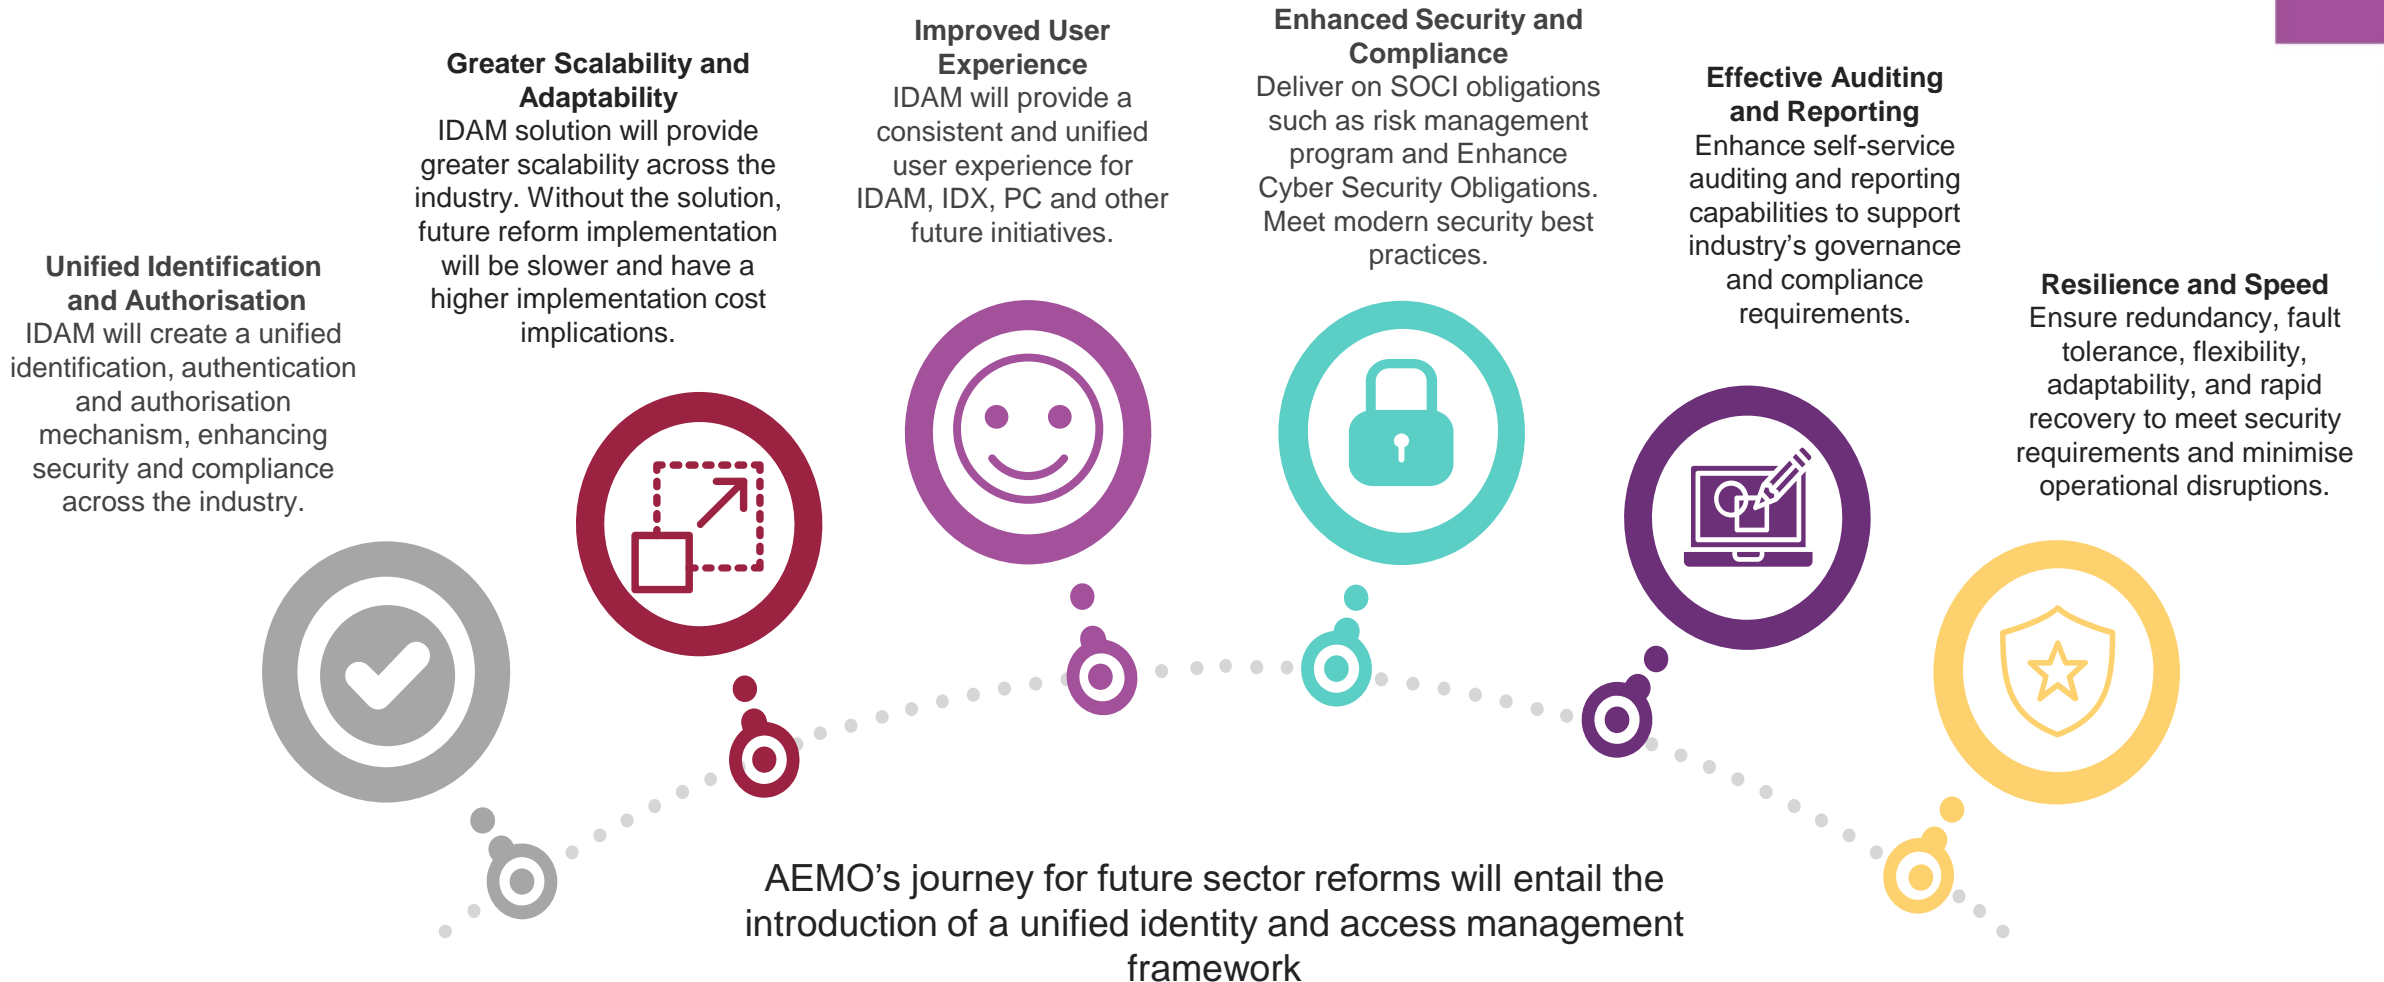 Unified Identification
and Authorisation
IDAM will create a unified
identification, authentication
and authorisation
mechanism, enhancing
security and compliance
across the industry.
Greater Scalability and
Adaptability
IDAM solution will provide
greater scalability across the
industry. Without the solution,
future reform implementation
will be slower and have a
higher implementation cost
implications.
Improved User
Experience
IDAM will provide a
consistent and unified
user experience for
IDAM, IDX, PC and other
future initiatives.
Enhanced Security and
Compliance
Deliver on SOCI obligations
such as risk management
program and Enhance
Cyber Security Obligations.
Meet modern security best
practices.
Effective Auditing
and Reporting
Enhance self-service
auditing and reporting
capabilities to support
industry’s governance
and compliance
requirements.
Resilience and Speed
Ensure redundancy, fault
tolerance, flexibility,
adaptability, and rapid
recovery to meet security
requirements and minimise
operational disruptions.
AEMO’s journey for future sector reforms will entail the
introduction of a unified identity and access management
framework